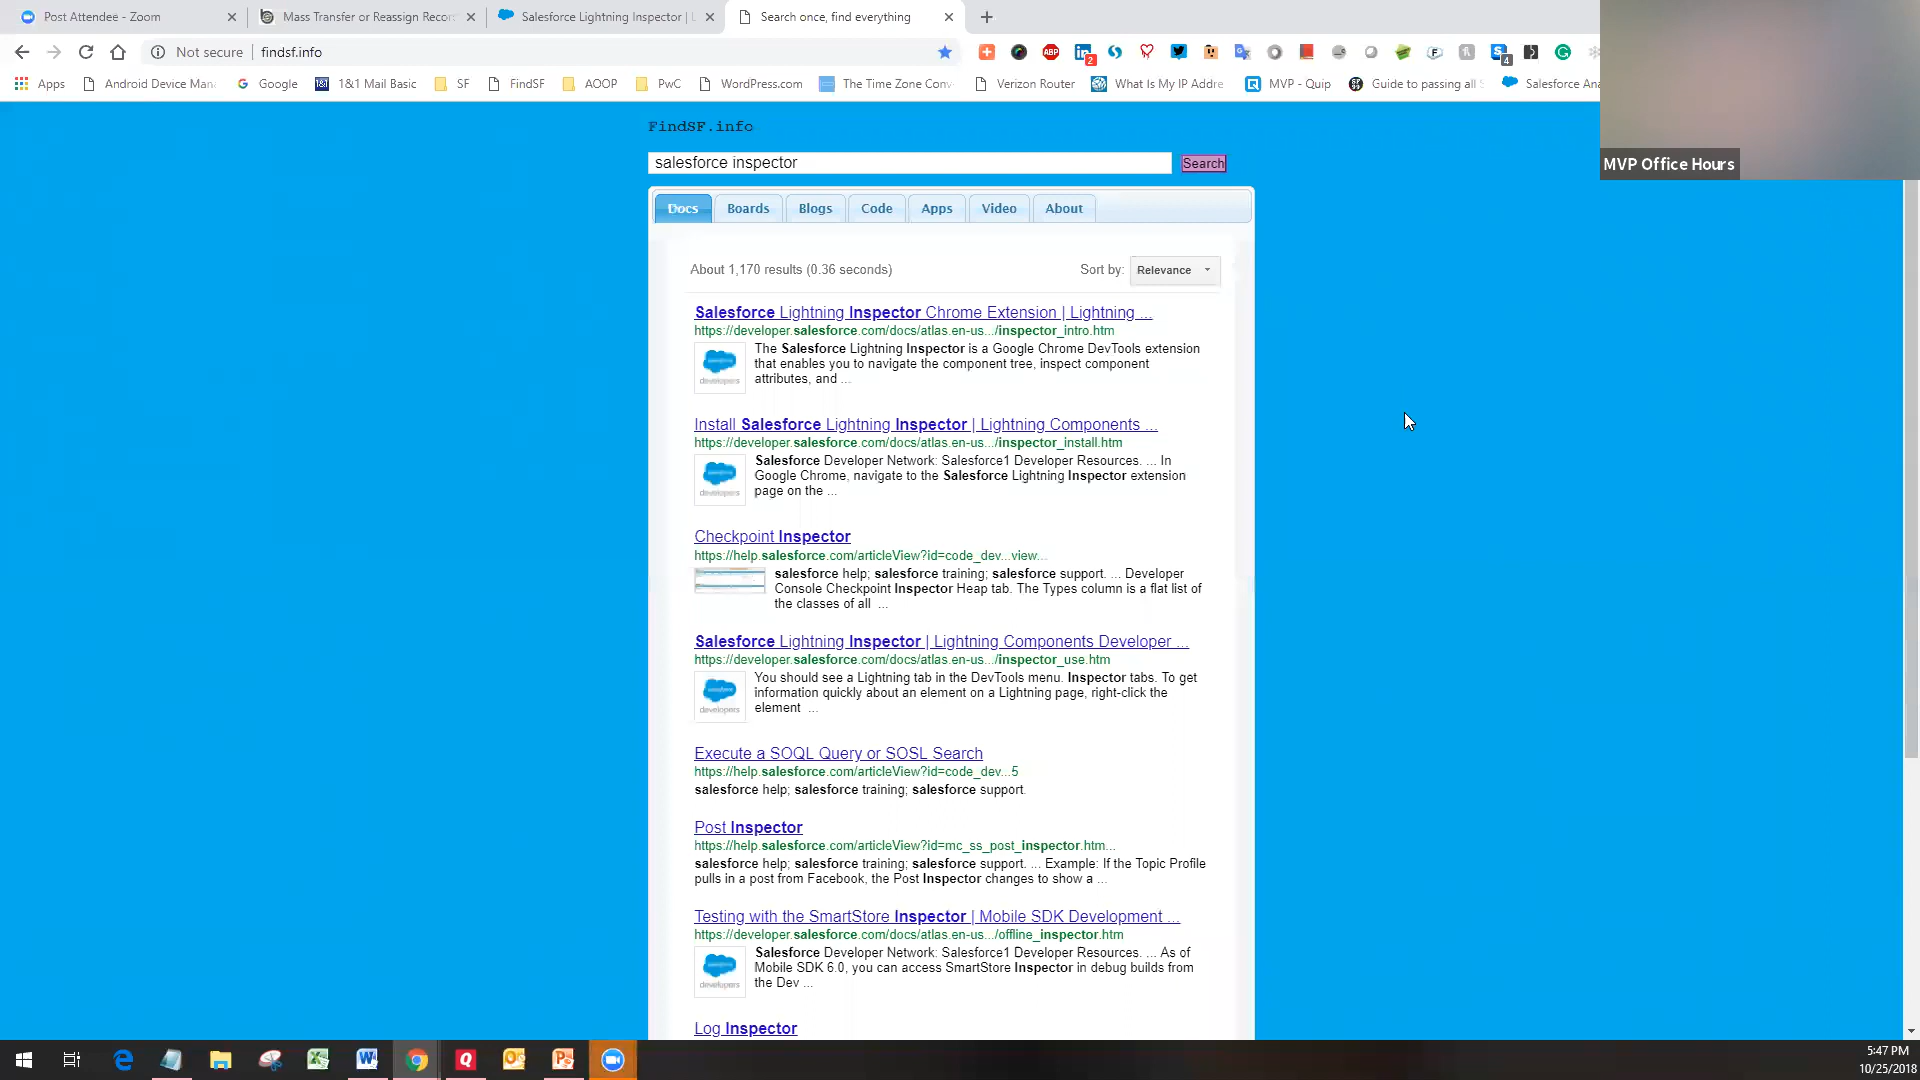 Post Attendee - Zoom
Mass Transfer or Reassign Recor
Salesforce Lightning Inspector | L
Search once, find everything
Not secure
findsf.info
ABP
2
4
Apps
Android Device Mana
Google
1&1 Mail Basic
SF
FindSF
AOOP
PwC
WordPress.com
The Time Zone Conv
Verizon Router
What Is My IP Addre
MVP - Quip
Guide to passing all
Salesforce Ana
MVP Office Hours
FindSF.info
salesforce inspector
Search
Docs
Boards
Blogs
Code
Apps
Video
About
About 1,170 results (0.36 seconds)
Sort by:
Relevance
Salesforce Lightning Inspector Chrome Extension | Lightning ...
https://developer.salesforce.com/docs/atlas.en-us.../inspector_intro.htm
developers
The Salesforce Lightning Inspector is a Google Chrome DevTools extension
that enables you to navigate the component tree, inspect component
attributes, and ...
Install Salesforce Lightning Inspector | Lightning Components ...
https://developer.salesforce.com/docs/atlas.en-us.../inspector_install.htm
developers
Salesforce Developer Network: Salesforce1 Developer Resources. ... In
Google Chrome, navigate to the Salesforce Lightning Inspector extension
page on the ...
Checkpoint Inspector
https://help.salesforce.com/articleView?id=code_dev...view...
salesforce help; salesforce training; salesforce support. ... Developer
Console Checkpoint Inspector Heap tab. The Types column is a flat list of
the classes of all ...
Salesforce Lightning Inspector | Lightning Components Developer ...
https://developer.salesforce.com/docs/atlas.en-us.../inspector_use.htm
developers
You should see a Lightning tab in the DevTools menu. Inspector tabs. To get
information quickly about an element on a Lightning page, right-click the
element ...
Execute a SOQL Query or SOSL Search
https://help.salesforce.com/articleView?id=code_dev...5
salesforce help; salesforce training; salesforce support.
Post Inspector
https://help.salesforce.com/articleView?id=mc_ss_post_inspector.htm...
salesforce help; salesforce training; salesforce support. ... Example: If the Topic Profile
pulls in a post from Facebook, the Post Inspector changes to show a ...
Testing with the SmartStore Inspector | Mobile SDK Development ...
https://developer.salesforce.com/docs/atlas.en-us.../offline_inspector.htm
developers
Salesforce Developer Network: Salesforce1 Developer Resources. ... As of
Mobile SDK 6.0, you can access SmartStore Inspector in debug builds from
the Dev ...
Log Inspector
5:47 PM
10/25/2018